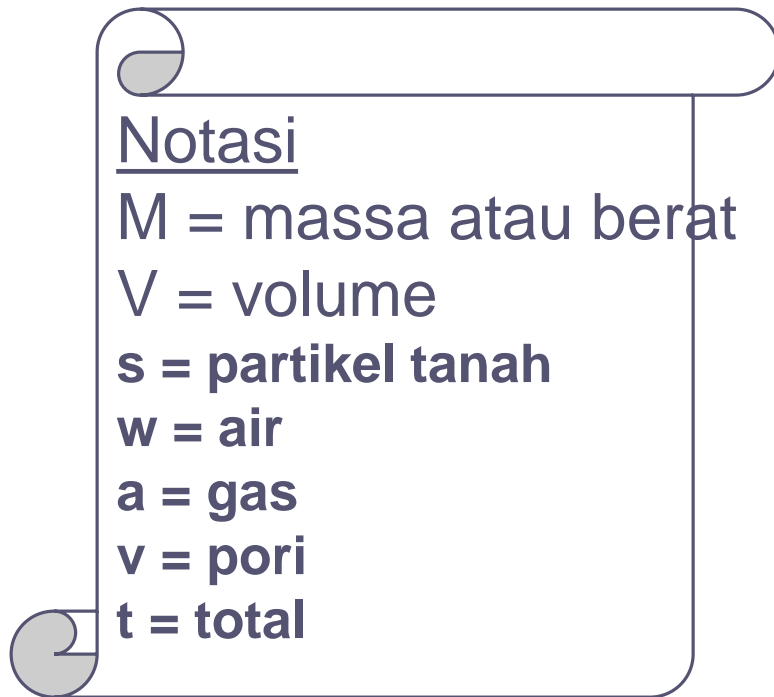 Notasi
M = massa atau berat
V = volume
s = partikel tanah
w = air
a = gas
v = pori
t = total